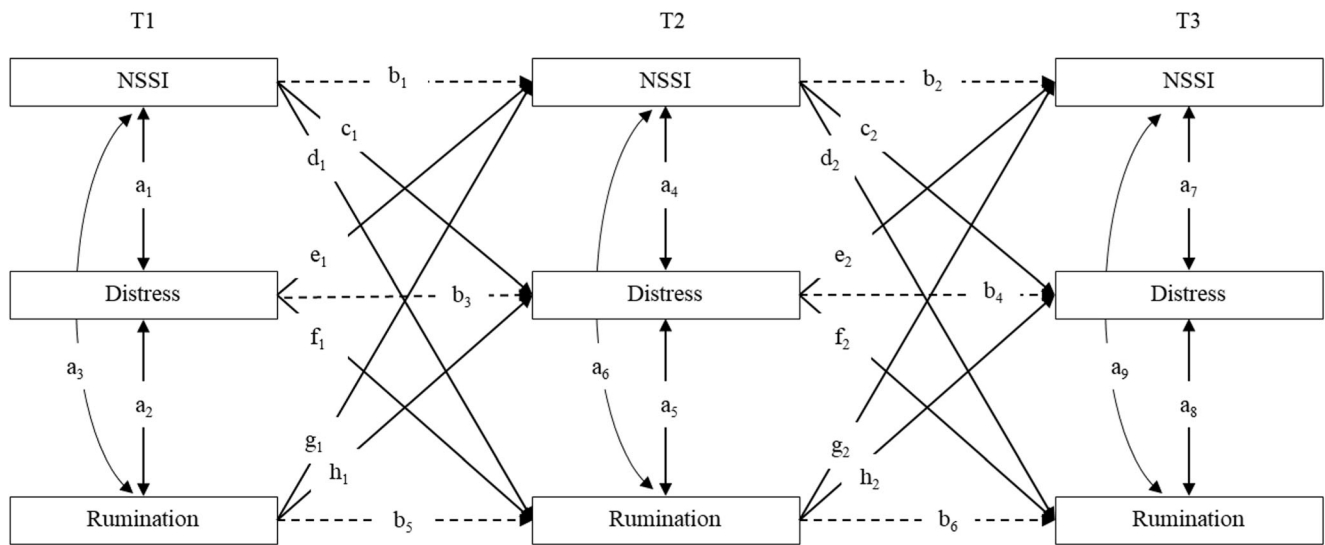 T1 T2 T3
NSSI b₁ NSSI b₂ NSSI
c₁ c₂
d₁ d₂
a₁ a₄ a₇
e₁ e₂
Distress b₃ Distress b₄ Distress
f₁ f₂
a₃ a₆ a₉
a₂ a₅ a₈
g₁ g₂
h₁ h₂
Rumination b₅ Rumination b₆ Rumination